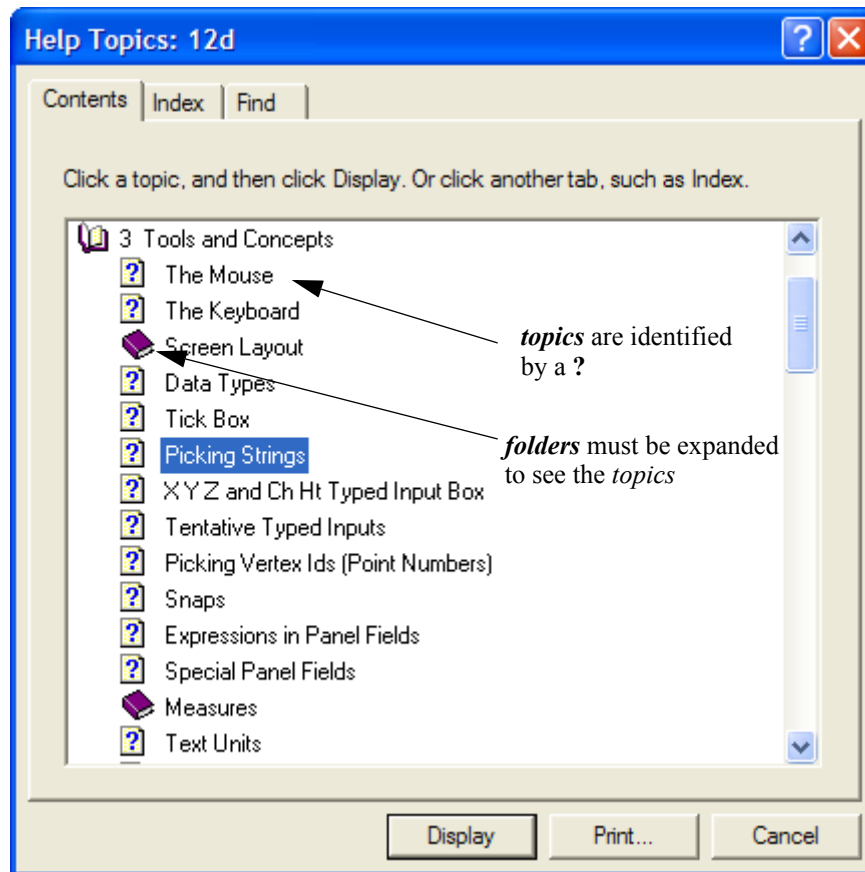 Help Topics: 12d
Contents Index Find
Click a topic, and then click Display. Or click another tab, such as Index.
3 Tools and Concepts
? The Mouse
? The Keyboard
Screen Layout
? Data Types
? Tick Box
? Picking Strings
? X Y Z and Ch Ht Typed Input Box
? Tentative Typed Inputs
? Picking Vertex Ids (Point Numbers)
? Snaps
? Expressions in Panel Fields
? Special Panel Fields
Measures
? Text Units
topics are identified
by a ?
folders must be expanded
to see the topics
Display Print... Cancel